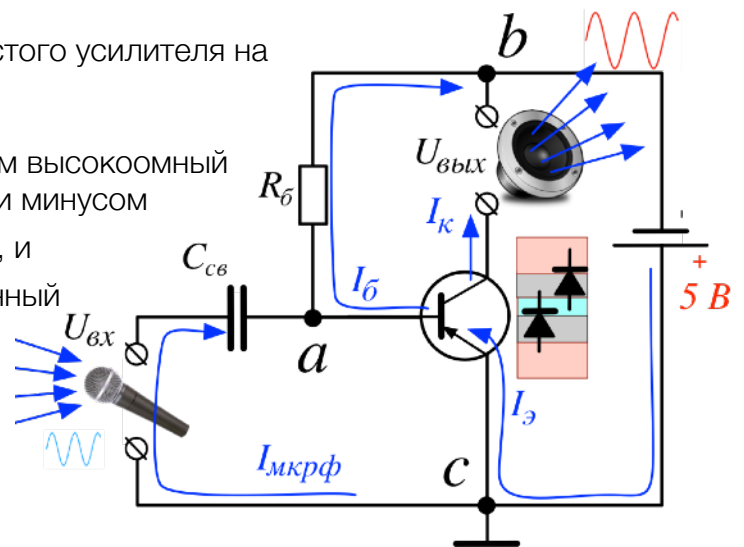 стого усилителя на
м высокоомный
и минусом
, и
нный
b
Uвых
Rб
Iк
-
+
5 В
Cсв
Iб
Uвх
a
Iэ
Iмкрф
c